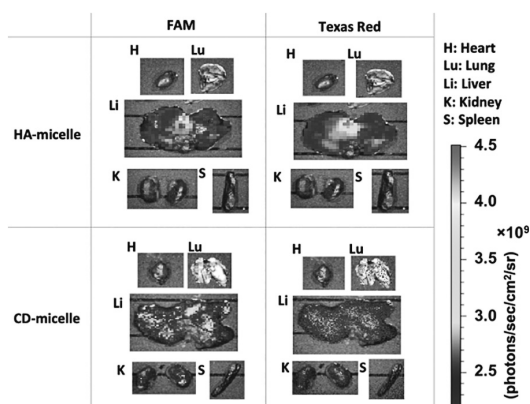 FAM
Texas Red
HA-micelle
H
Lu
Li
K
S
H
Lu
Li
K
S
CD-micelle
H
Lu
Li
K
S
H
Lu
Li
K
S
H: Heart
Lu: Lung
Li: Liver
K: Kidney
S: Spleen
4.5
4.0
×10⁹
3.5
3.0
2.5
(photons/sec/cm²/sr)